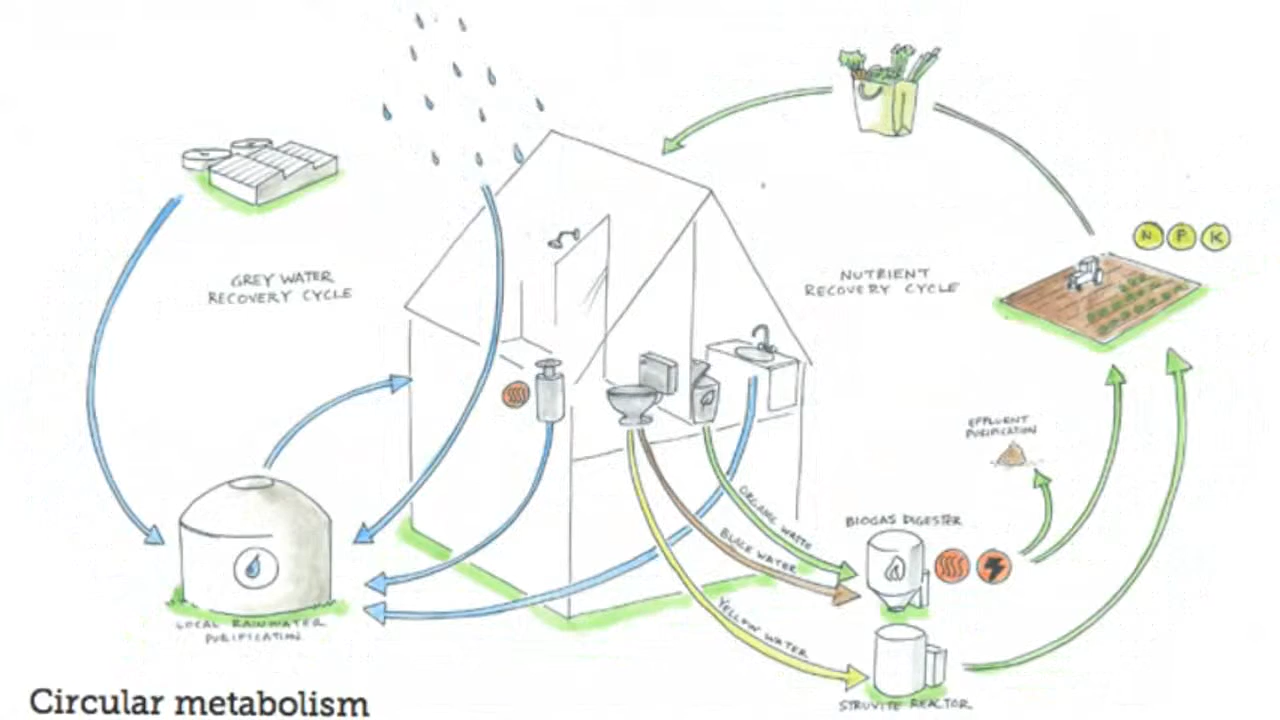 GREY WATER
RECOVERY CYCLE
NUTRIENT
RECOVERY CYCLE
N P K
EFFLUENT
PURIFICATION
BIOGAS DIGESTER
ORGANIC WASTE
BLACK WATER
YELLOW WATER
LOCAL RAINWATER
PURIFICATION
STRUVITE REACTOR
Circular metabolism